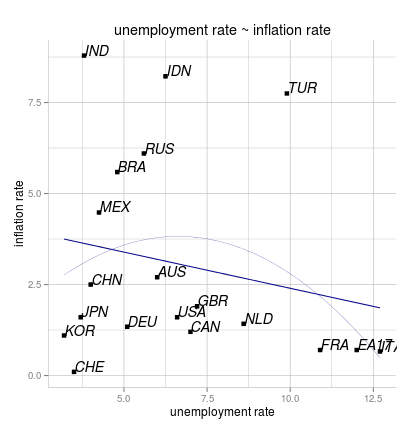 unemployment rate ~ inflation rate
IND
IDN
TUR
7.5
RUS
BRA
5.0
MEX
inflation rate
AUS
CHN
2.5
GBR
JPN
USA
DEU
CAN
NLD
KOR
FRA
EA17
CHE
0.0
5.0 7.5 10.0 12.5
unemployment rate